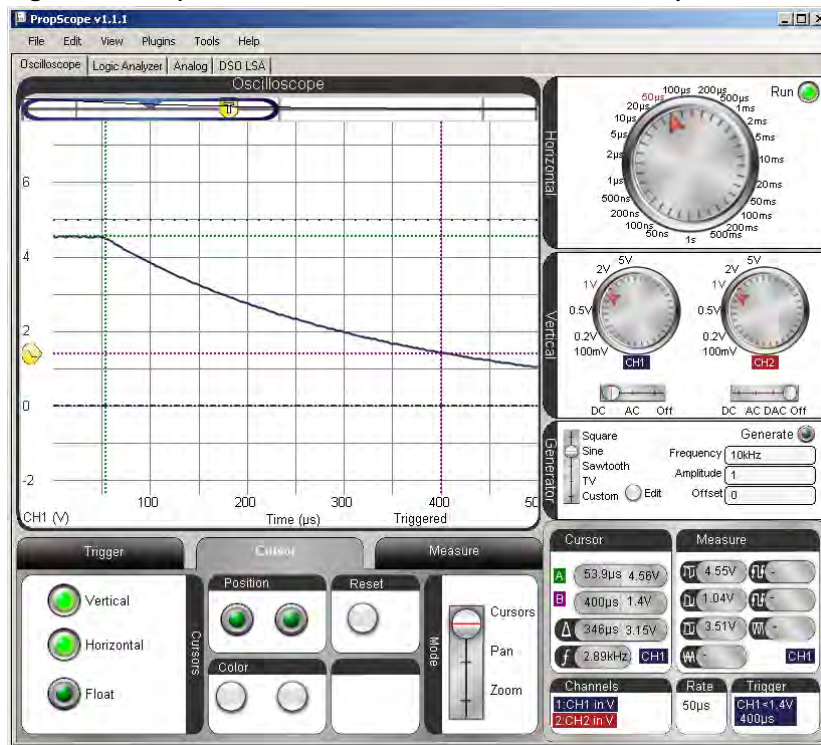 PropScope v1.1.1
File Edit View Plugins Tools Help
Oscilloscope Logic Analyzer Analog DSO LSA
Oscilloscope
T
6
4
2
0
-2
100 200 300 400 50
CH1 (V) Time (µs) Triggered
Horizontal
Run
50µs 100µs 200µs 500µs
20µs 1ms
10µs 2ms
5µs 5ms
2µs 10ms
1µs 20ms
500ns 50ms
200ns 100ms
100ns 200ms
50ns 1s 500ms
Vertical
5V 5V
2V 2V
1V 1V
0.5V 0.5V
0.2V 0.2V
100mV 100mV
CH1 CH2
DC AC Off DC AC DAC Off
Generator
Square Generate
Sine Frequency 10kHz
Sawtooth Amplitude 1
TV Offset 0
Custom Edit
Trigger Cursor Measure
Vertical
Horizontal
Float
Cursors
Position Reset
Color
Mode
Cursors
Pan
Zoom
Cursor
A 53.9µs 4.56V
B 400µs 1.4V
Δ 346µs 3.15V
f 2.89kHz CH1
Measure
4.55V -
1.04V -
3.51V -
- CH1
Channels
1:CH1 in V
2:CH2 in V
Rate
50µs
Trigger
CH1<1.4V
400µs